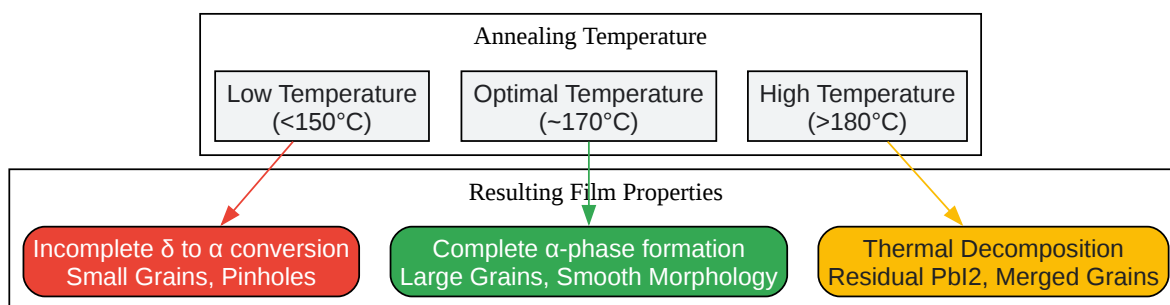 Annealing Temperature
Low Temperature
(<150°C)
Optimal Temperature
(~170°C)
High Temperature
(>180°C)
Resulting Film Properties
Incomplete δ to α conversion
Small Grains, Pinholes
Complete α-phase formation
Large Grains, Smooth Morphology
Thermal Decomposition
Residual PbI2, Merged Grains